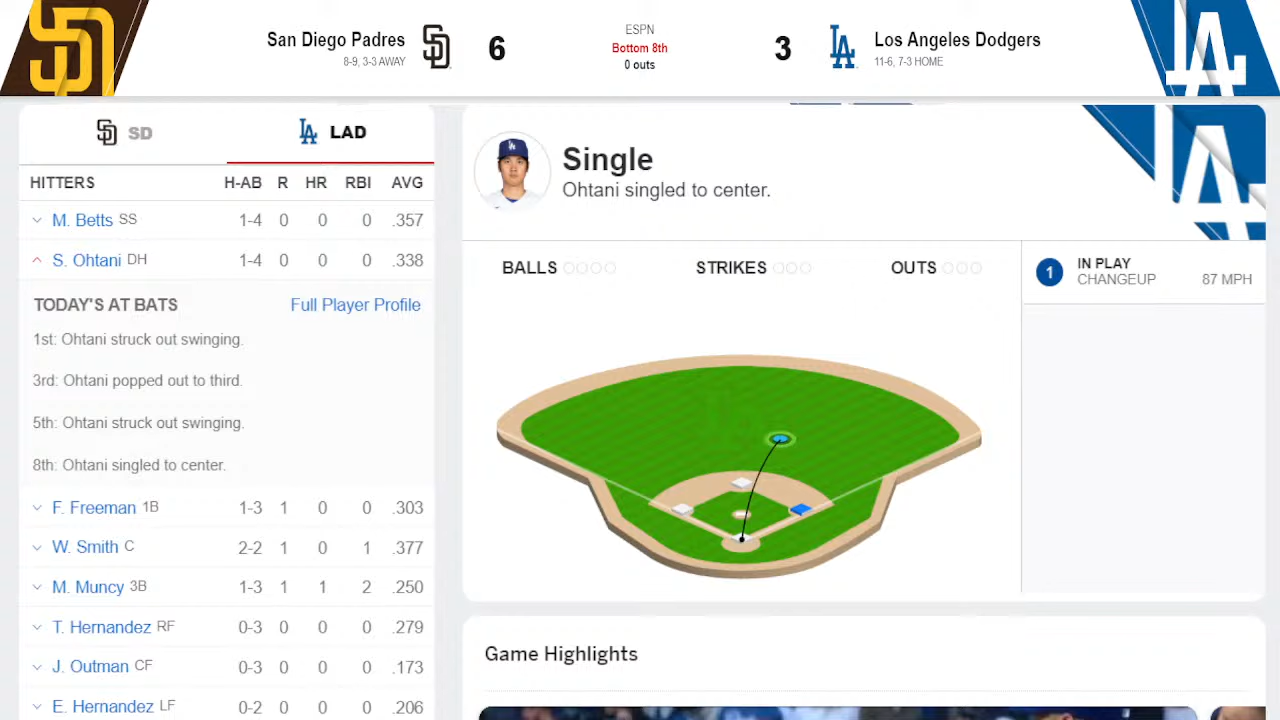 San Diego Padres
8-9, 3-3 AWAY
6
ESPN
Bottom 8th
0 outs
3
Los Angeles Dodgers
11-6, 7-3 HOME
SD
LAD
HITTERS H-AB R HR RBI AVG
M. Betts SS 1-4 0 0 0 .357
S. Ohtani DH 1-4 0 0 0 .338
TODAY'S AT BATS Full Player Profile
1st: Ohtani struck out swinging.
3rd: Ohtani popped out to third.
5th: Ohtani struck out swinging.
8th: Ohtani singled to center.
F. Freeman 1B 1-3 1 0 0 .303
W. Smith C 2-2 1 0 1 .377
M. Muncy 3B 1-3 1 1 2 .250
T. Hernandez RF 0-3 0 0 0 .279
J. Outman CF 0-3 0 0 0 .173
E. Hernandez LF 0-2 0 0 0 .206
Single
Ohtani singled to center.
BALLS STRIKES OUTS
1 IN PLAY
CHANGEUP 87 MPH
Game Highlights